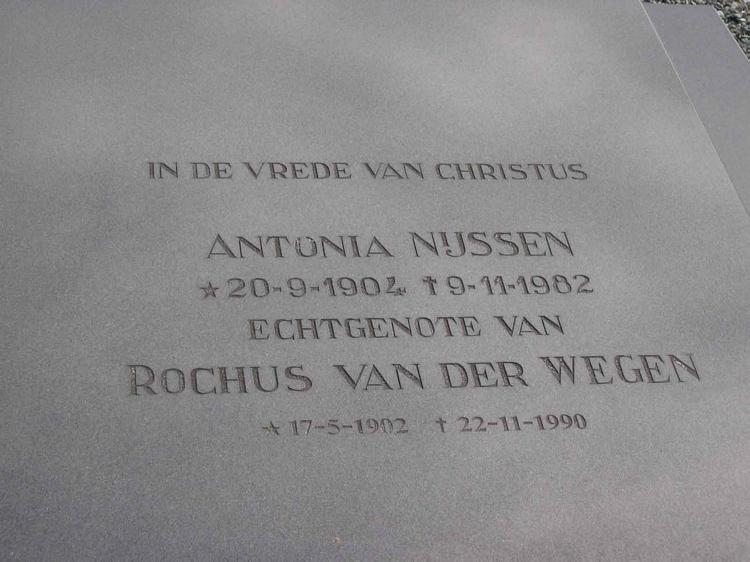 IN DE VREDE VAN CHRISTUS
ANTONIA NIJSSEN
★ 20-9-1904 † 9-11-1982
ECHTGENOTE VAN
ROCHUS VAN DER WEGEN
★ 17-5-1902 † 22-11-1990